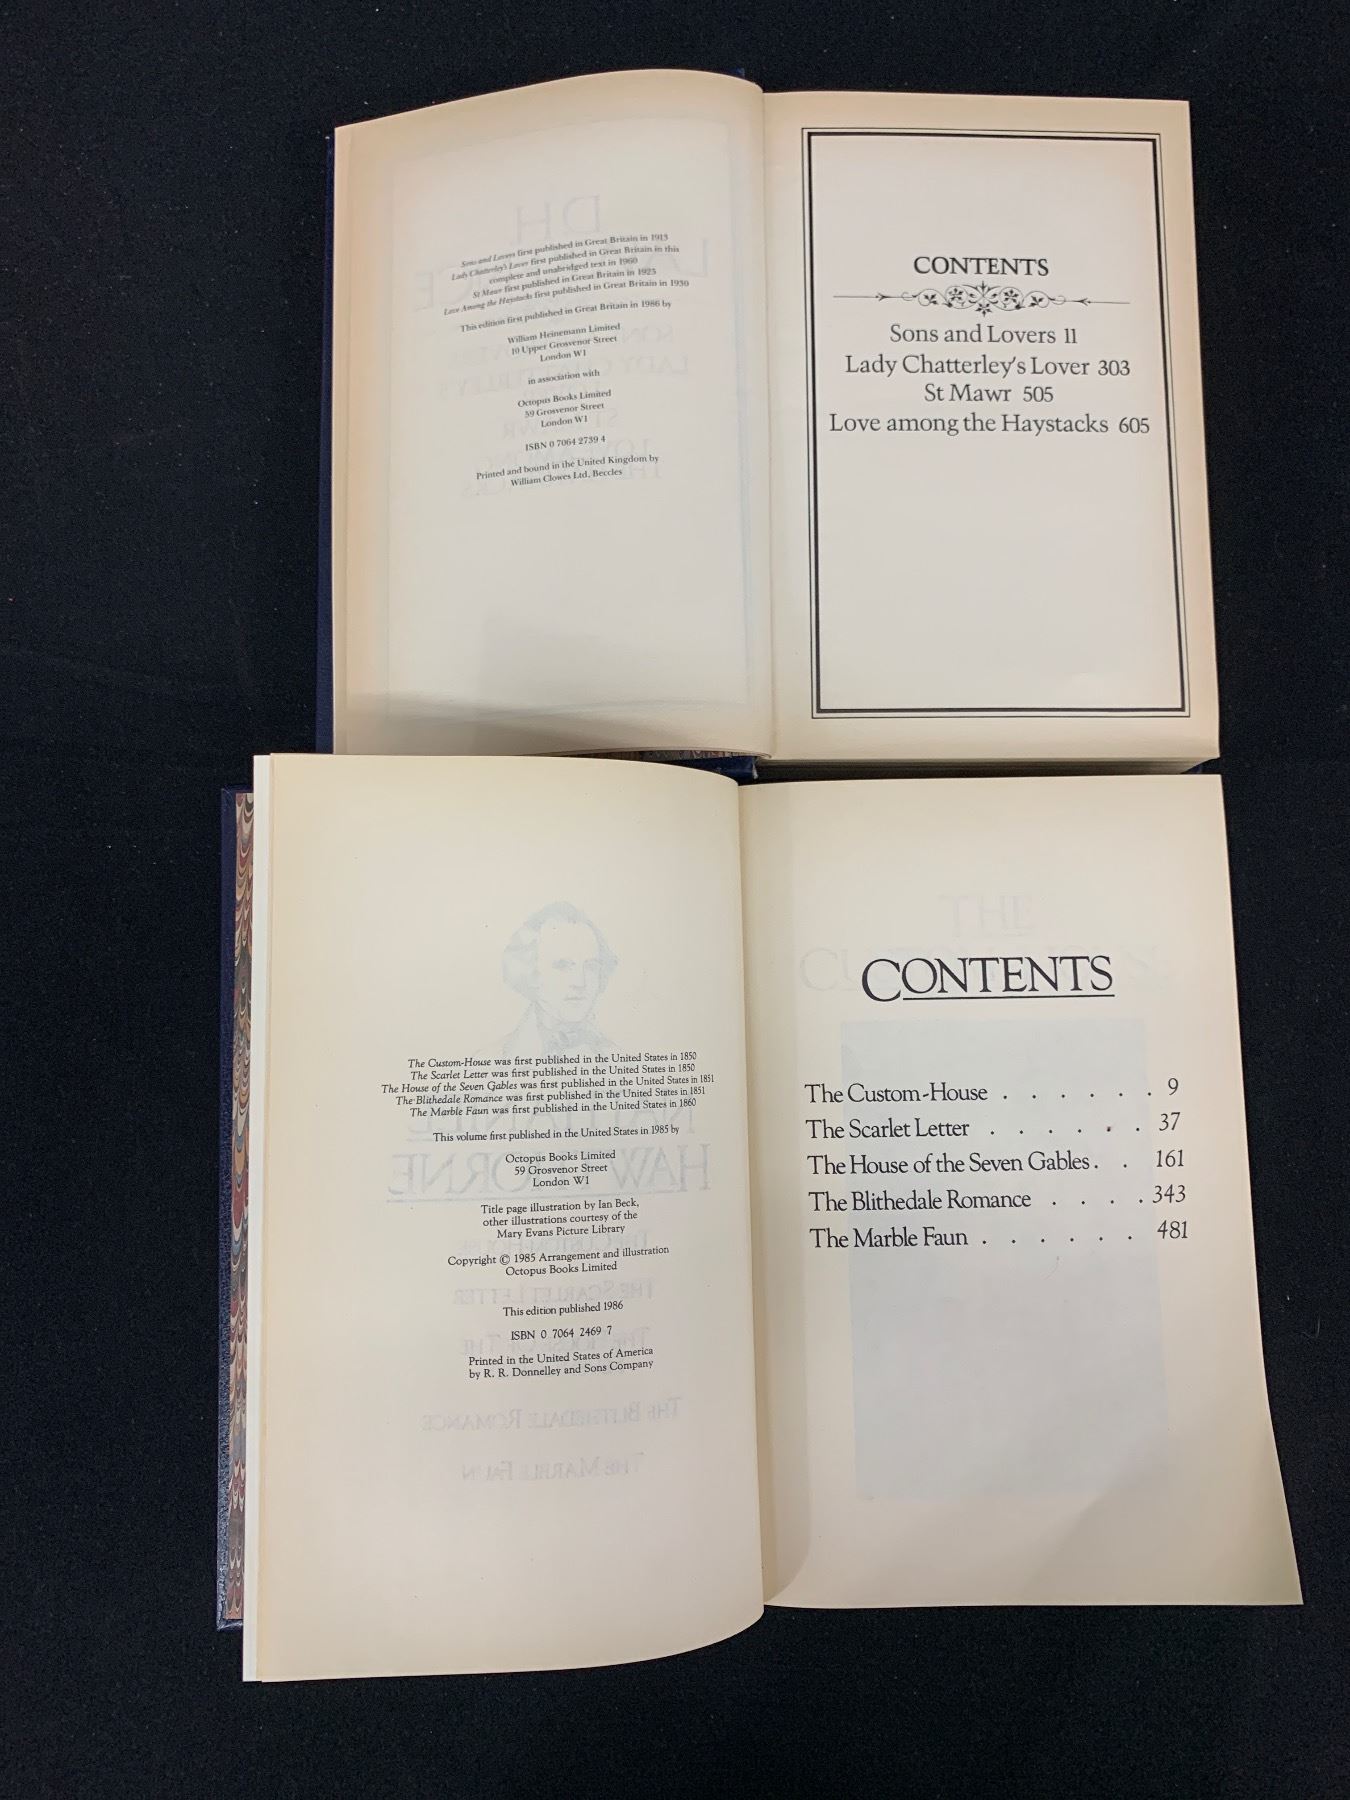 Sons and Lovers first published in Great Britain in 1913
Lady Chatterley's Lover first published in Great Britain in this
complete and unabridged text in 1960
St Mawr first published in Great Britain in 1925
Love Among the Haystacks first published in Great Britain in 1930
This edition first published in Great Britain in 1986 by
William Heinemann Limited
10 Upper Grosvenor Street
London W1
in association with
Octopus Books Limited
59 Grosvenor Street
London W1
ISBN 0 7064 2739 4
Printed and bound in the United Kingdom by
William Clowes Ltd, Beccles
CONTENTS
Sons and Lovers 11
Lady Chatterley's Lover 303
St Mawr 505
Love among the Haystacks 605
The Custom-House was first published in the United States in 1850
The Scarlet Letter was first published in the United States in 1850
The House of the Seven Gables was first published in the United States in 1851
The Blithedale Romance was first published in the United States in 1851
The Marble Faun was first published in the United States in 1860
This volume first published in the United States in 1985 by
Octopus Books Limited
59 Grosvenor Street
London W1
Title page illustration by Ian Beck,
other illustrations courtesy of the
Mary Evans Picture Library
Copyright © 1985 Arrangement and illustration
Octopus Books Limited
This edition published 1986
ISBN 0 7064 2469 7
Printed in the United States of America
by R. R. Donnelley and Sons Company
CONTENTS
The Custom-House . . . . . . 9
The Scarlet Letter . . . . . . 37
The House of the Seven Gables . . 161
The Blithedale Romance . . . . 343
The Marble Faun . . . . . . 481